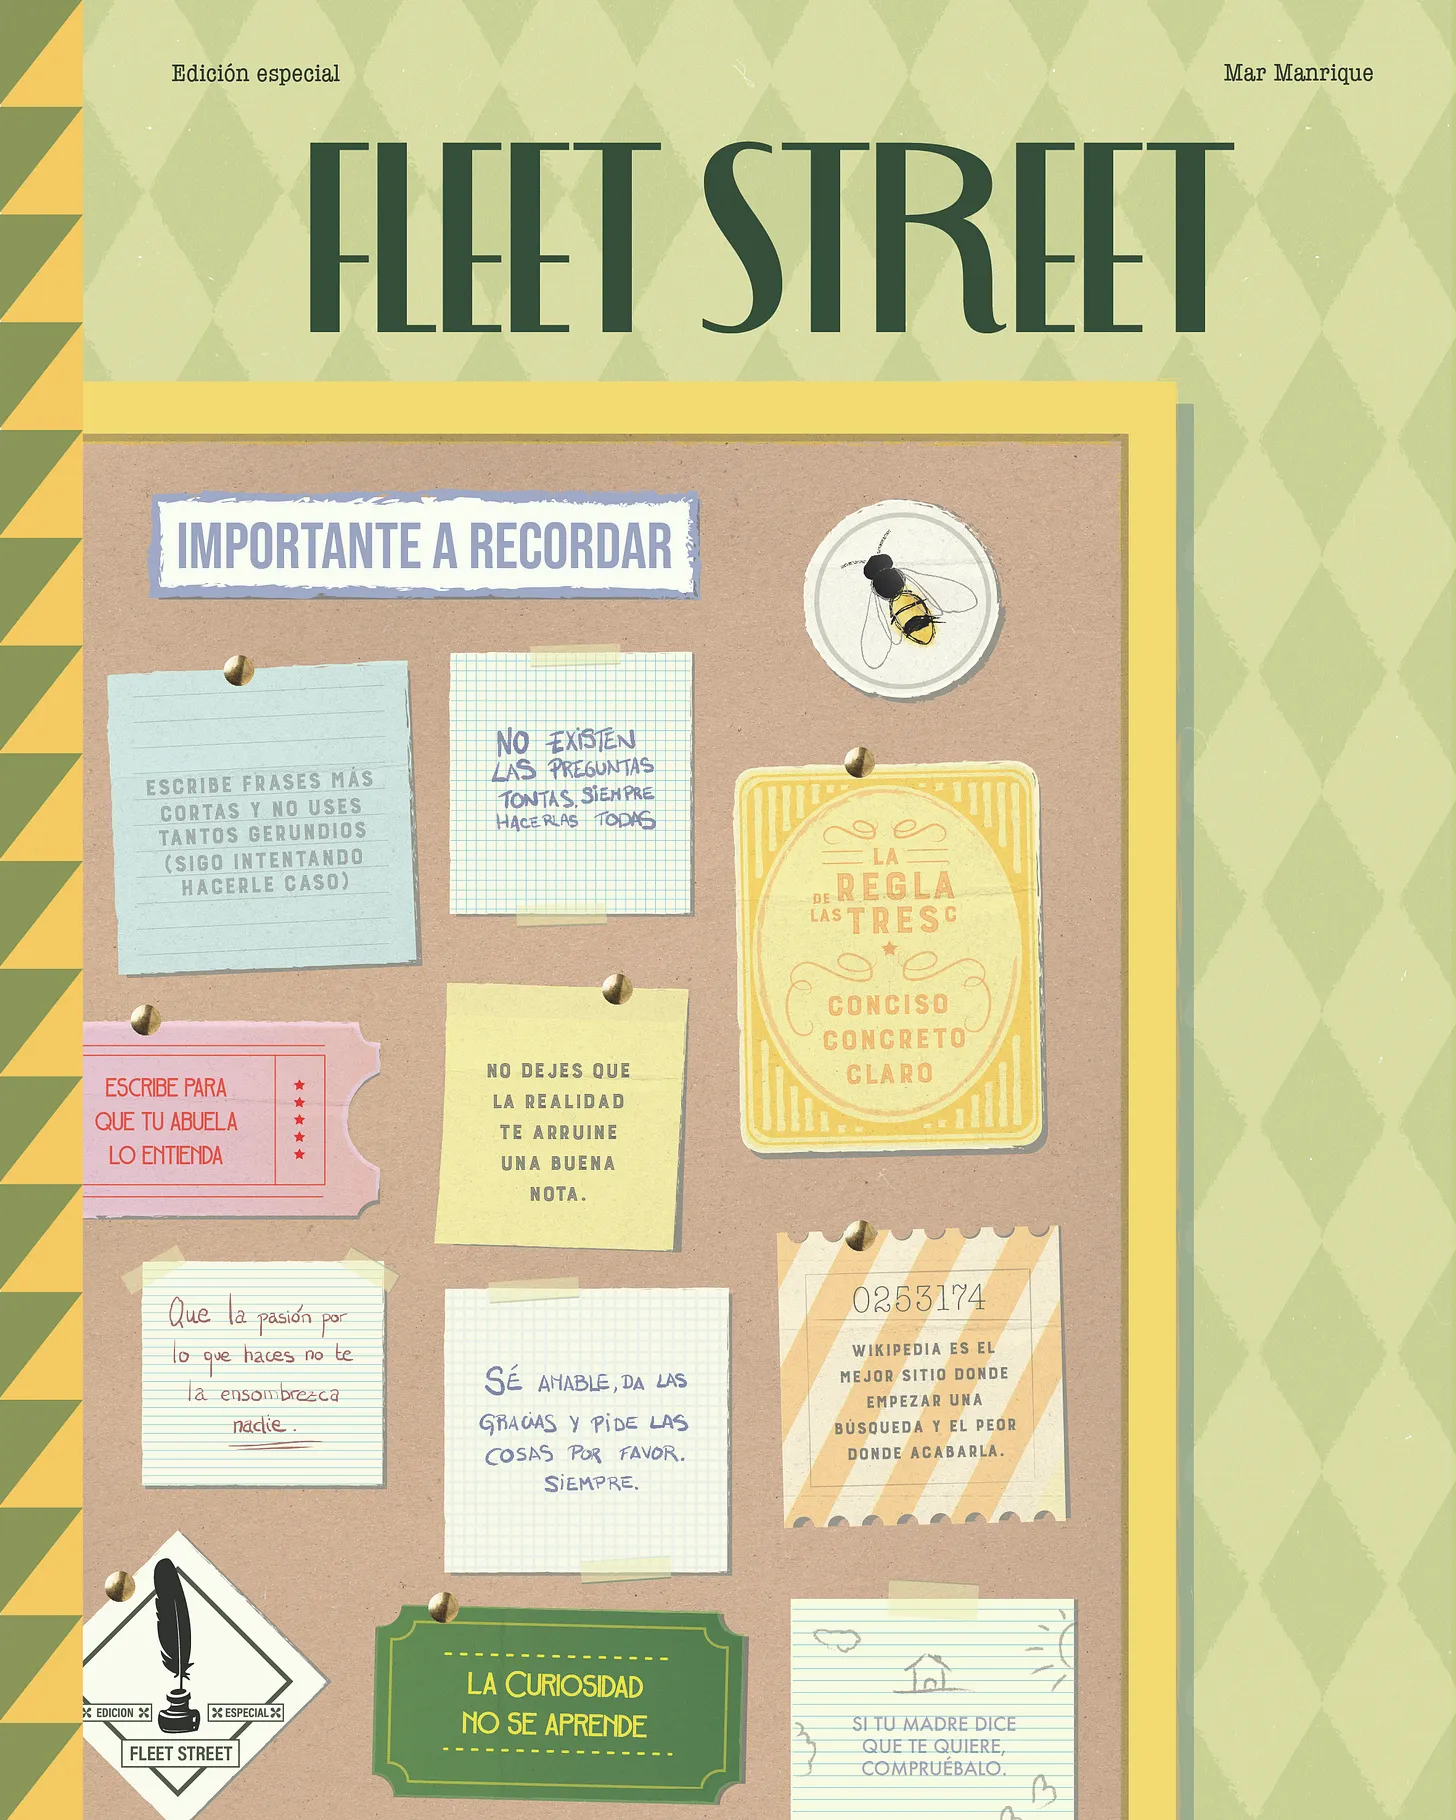 Edición especial
Mar Manrique
FLEET STREET
IMPORTANTE A RECORDAR
ESCRIBE FRASES MÁS
CORTAS Y NO USES
TANTOS GERUNDIOS
(SIGO INTENTANDO
HACERLE CASO)
NO EXISTEN
LAS PREGUNTAS
TONTAS, SIEMPRE
HACERLAS TODAS
LA
DE REGLA
LAS TRES C
CONCISO
CONCRETO
CLARO
ESCRIBE PARA
QUE TU ABUELA
LO ENTIENDA
NO DEJES QUE
LA REALIDAD
TE ARRUINE
UNA BUENA
NOTA.
Que la pasión por
lo que haces no te
la ensombrezca
nadie.
SÉ AMABLE, DA LAS
GRACIAS Y PIDE LAS
COSAS POR FAVOR.
SIEMPRE.
0253174
WIKIPEDIA ES EL
MEJOR SITIO DONDE
EMPEZAR UNA
BÚSQUEDA Y EL PEOR
DONDE ACABARLA.
EDICION ESPECIAL
FLEET STREET
LA CURIOSIDAD
NO SE APRENDE
SI TU MADRE DICE
QUE TE QUIERE,
COMPRUÉBALO.